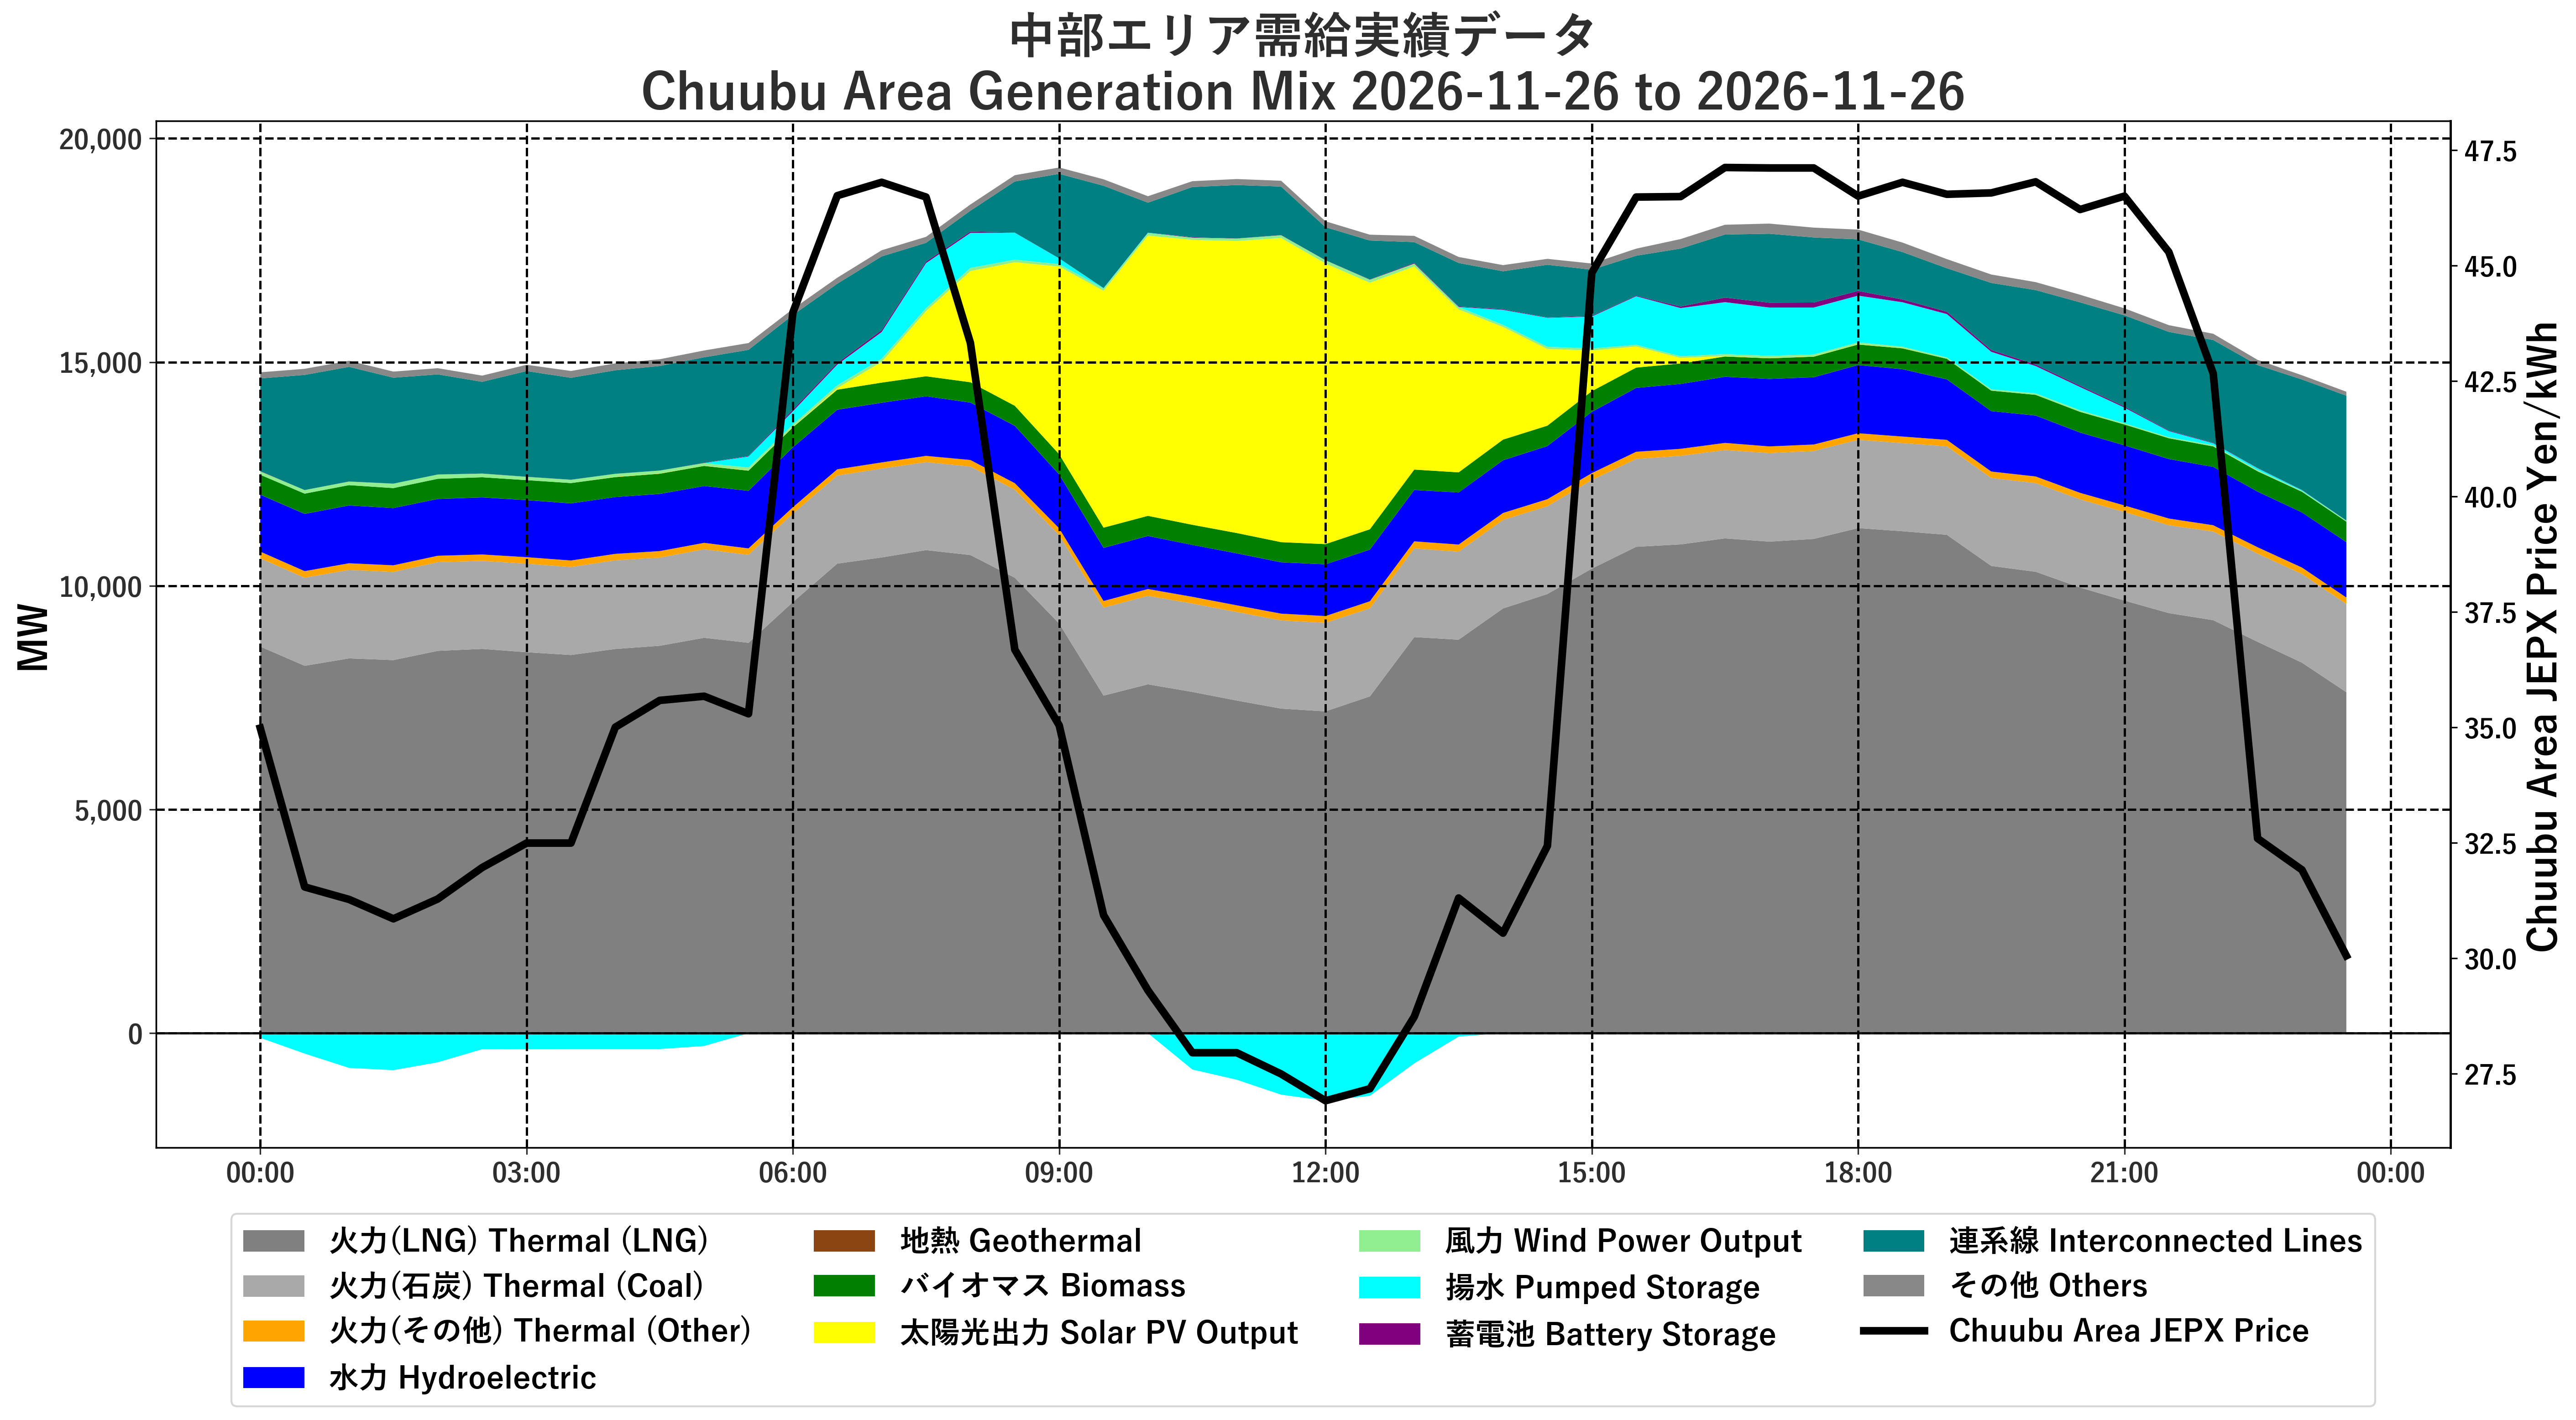 中部エリア需給実績データ
Chuubu Area Generation Mix 2026-11-26 to 2026-11-26
MW
20,000
15,000
10,000
5,000
0
47.5
45.0
42.5
40.0
37.5
35.0
32.5
30.0
27.5
Chuubu Area JEPX Price Yen/kWh
00:00 03:00 06:00 09:00 12:00 15:00 18:00 21:00 00:00
火力(LNG) Thermal (LNG)
火力(石炭) Thermal (Coal)
火力(その他) Thermal (Other)
水力 Hydroelectric
地熱 Geothermal
バイオマス Biomass
太陽光出力 Solar PV Output
風力 Wind Power Output
揚水 Pumped Storage
蓄電池 Battery Storage
連系線 Interconnected Lines
その他 Others
Chuubu Area JEPX Price